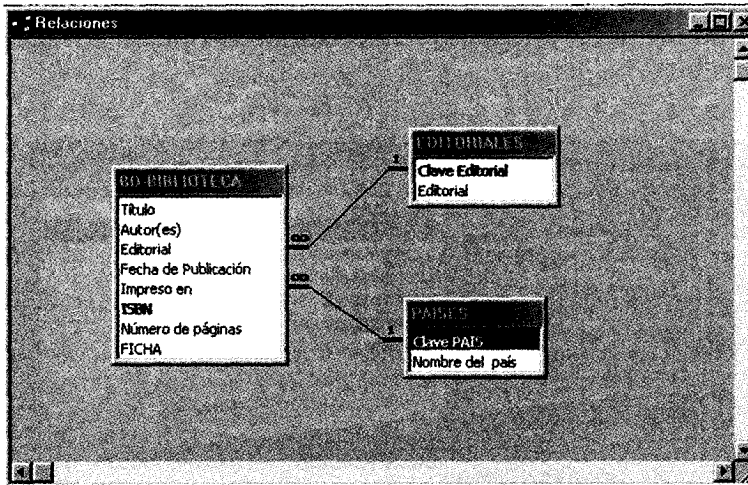 Relaciones
BD-BIBLIOTECA
Título
Autor(es)
Editorial
Fecha de Publicación
Impreso en
ISBN
Número de páginas
FICHA
∞
∞
1
EDITORIALES
Clave Editorial
Editorial
1
PAISES
Clave PAIS
Nombre del país